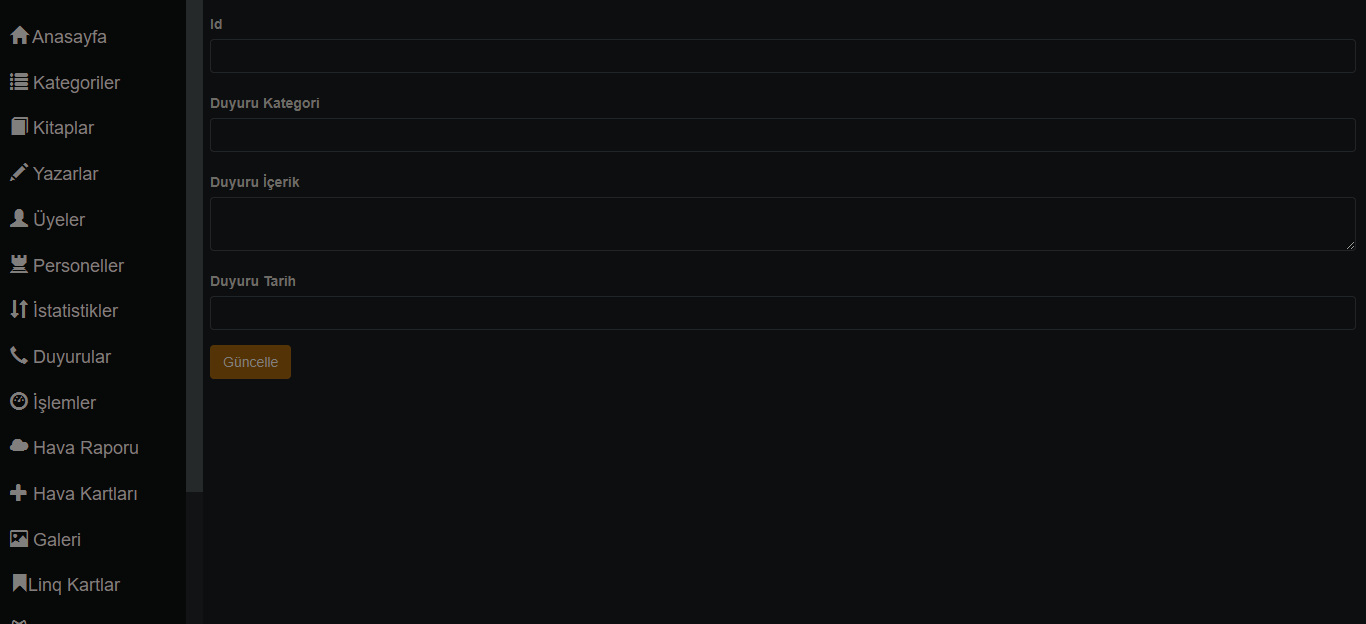 Anasayfa
Kategoriler
Kitaplar
Yazarlar
Üyeler
Personeller
İstatistikler
Duyurular
İşlemler
Hava Raporu
Hava Kartları
Galeri
Linq Kartlar
Id
Duyuru Kategori
Duyuru İçerik
Duyuru Tarih
Güncelle